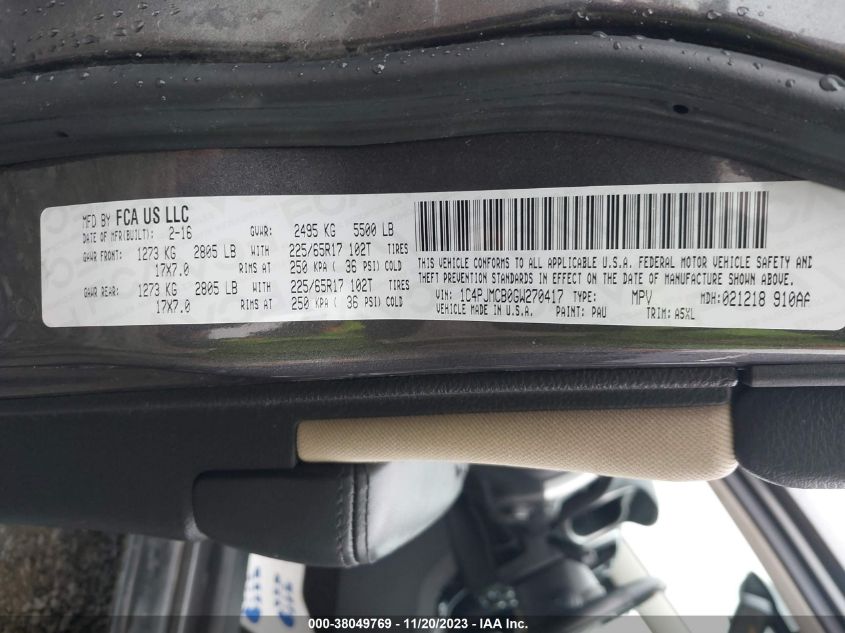 MFD BY FCA US LLC
DATE OF MFR(BUILT): 2-16 GVWR: 2495 KG 5500 LB
GAWR FRONT: 1273 KG 2805 LB WITH 225/65R17 102T TIRES
17X7.0 RIMS AT 250 KPA ( 36 PSI) COLD
GAWR REAR: 1273 KG 2805 LB WITH 225/65R17 102T TIRES
17X7.0 RIMS AT 250 KPA ( 36 PSI) COLD
THIS VEHICLE CONFORMS TO ALL APPLICABLE U.S.A. FEDERAL MOTOR VEHICLE SAFETY AND
THEFT PREVENTION STANDARDS IN EFFECT ON THE DATE OF MANUFACTURE SHOWN ABOVE.
VIN: 1C4PJMCB0GW270417 TYPE: MPV MDH: 021218 910AA
VEHICLE MADE IN U.S.A. PAINT: PAU TRIM: A5XL
000-38049769 - 11/20/2023 - IAA Inc.